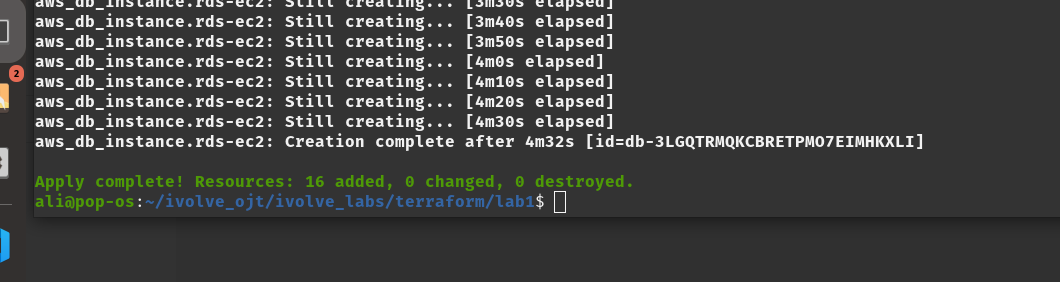 aws_db_instance.rds-ec2: Still creating... [3m30s elapsed]
aws_db_instance.rds-ec2: Still creating... [3m40s elapsed]
aws_db_instance.rds-ec2: Still creating... [3m50s elapsed]
aws_db_instance.rds-ec2: Still creating... [4m0s elapsed]
aws_db_instance.rds-ec2: Still creating... [4m10s elapsed]
aws_db_instance.rds-ec2: Still creating... [4m20s elapsed]
aws_db_instance.rds-ec2: Still creating... [4m30s elapsed]
aws_db_instance.rds-ec2: Creation complete after 4m32s [id=db-3LGQTRMQKCBRETPMO7EIMHKXLI]
Apply complete! Resources: 16 added, 0 changed, 0 destroyed.
ali@pop-os:~/ivolve_ojt/ivolve_labs/terraform/lab1$
2